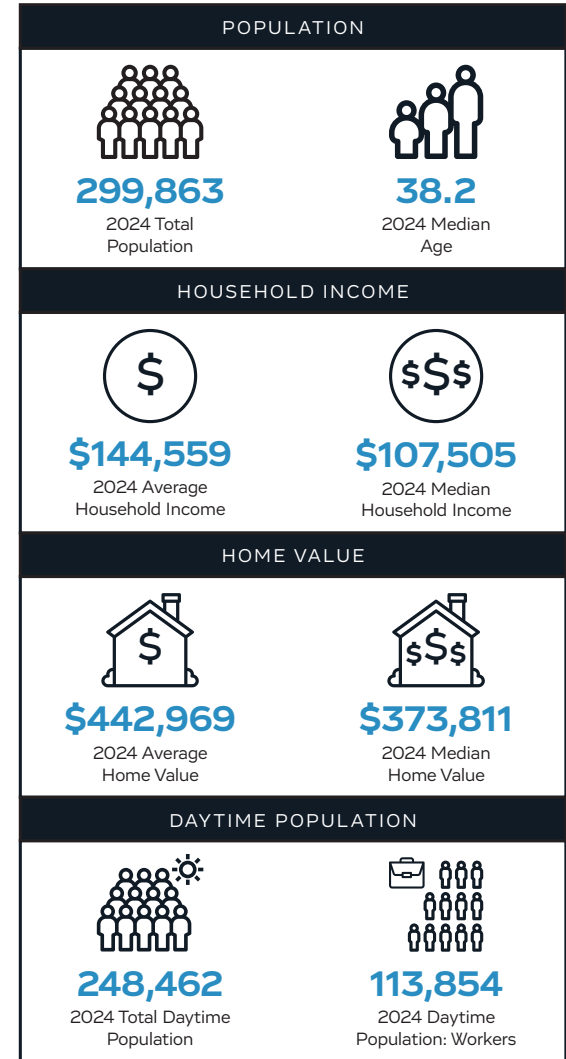 POPULATION
299,863
2024 Total
Population
38.2
2024 Median
Age
HOUSEHOLD INCOME
$
$144,559
2024 Average
Household Income
$$$
$107,505
2024 Median
Household Income
HOME VALUE
$
$442,969
2024 Average
Home Value
$$$
$373,811
2024 Median
Home Value
DAYTIME POPULATION
248,462
2024 Total Daytime
Population
113,854
2024 Daytime
Population: Workers